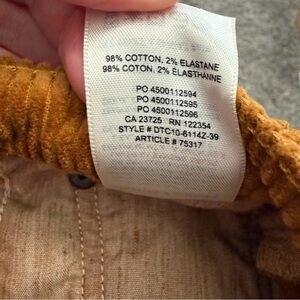 98% COTTON, 2% ELASTANE
98% COTON, 2% ÉLASTHANNE
PO 4500112594
PO 4500112595
PO 4500112596
CA 23725 RN 122354
STYLE # DTC10-61142-39
ARTICLE # 75317